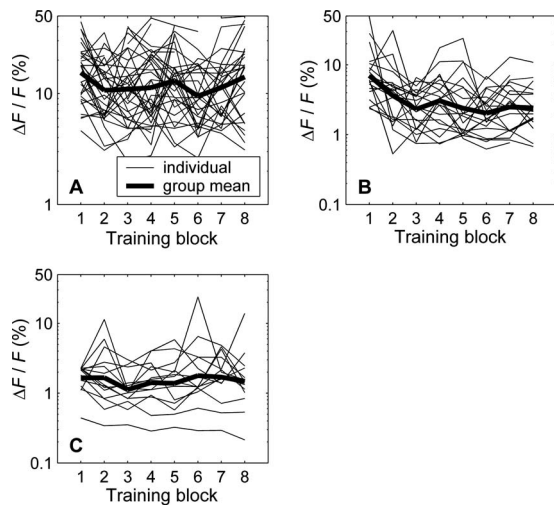 50
10
1
ΔF / F (%)
individual
group mean
A
1 2 3 4 5 6 7 8
Training block
50
10
1
0.1
ΔF / F (%)
B
1 2 3 4 5 6 7 8
Training block
50
10
1
0.1
ΔF / F (%)
C
1 2 3 4 5 6 7 8
Training block